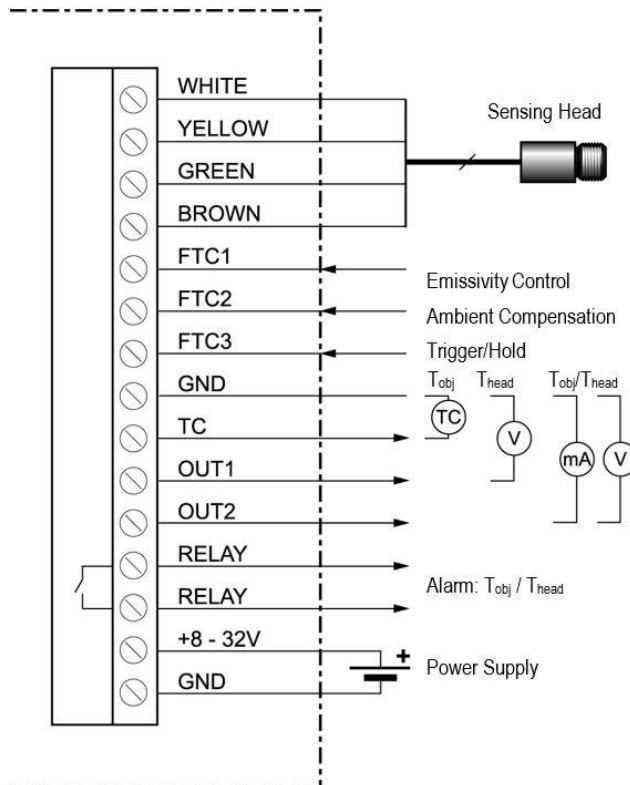 WHITE
Sensing Head
YELLOW
GREEN
BROWN
FTC1
Emissivity Control
FTC2
Ambient Compensation
FTC3
Trigger/Hold
GND
Tobj Thead Tobj/Thead
TC
TC
V
mA
V
OUT1
OUT2
RELAY
Alarm: Tobj / Thead
RELAY
+8 - 32V
+
Power Supply
GND